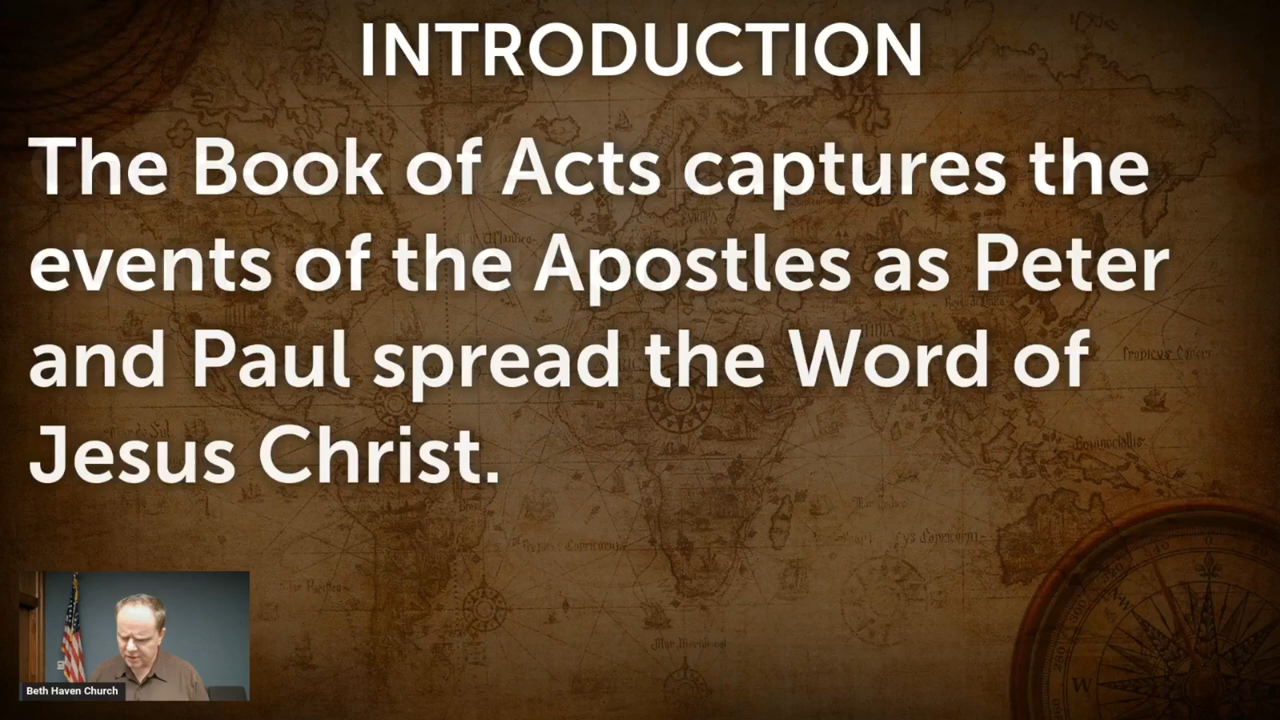 INTRODUCTION
The Book of Acts captures the
events of the Apostles as Peter
and Paul spread the Word of
Jesus Christ.
Beth Haven Church
W